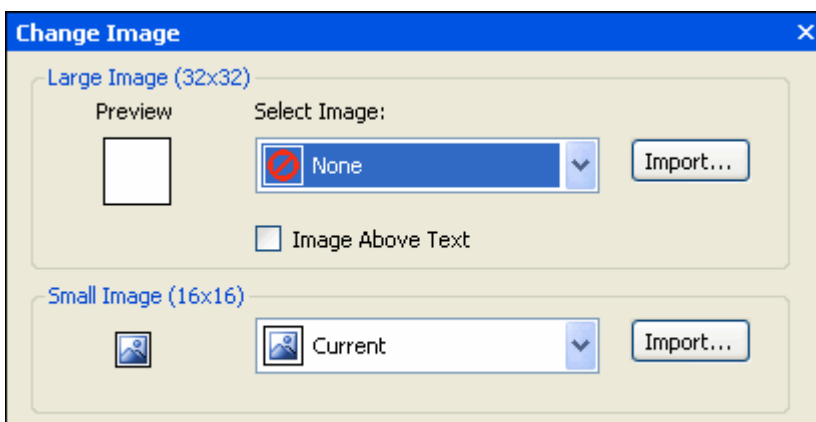 Change Image
Large Image (32x32)
Preview
Select Image:
None
Import...
Image Above Text
Small Image (16x16)
Current
Import...